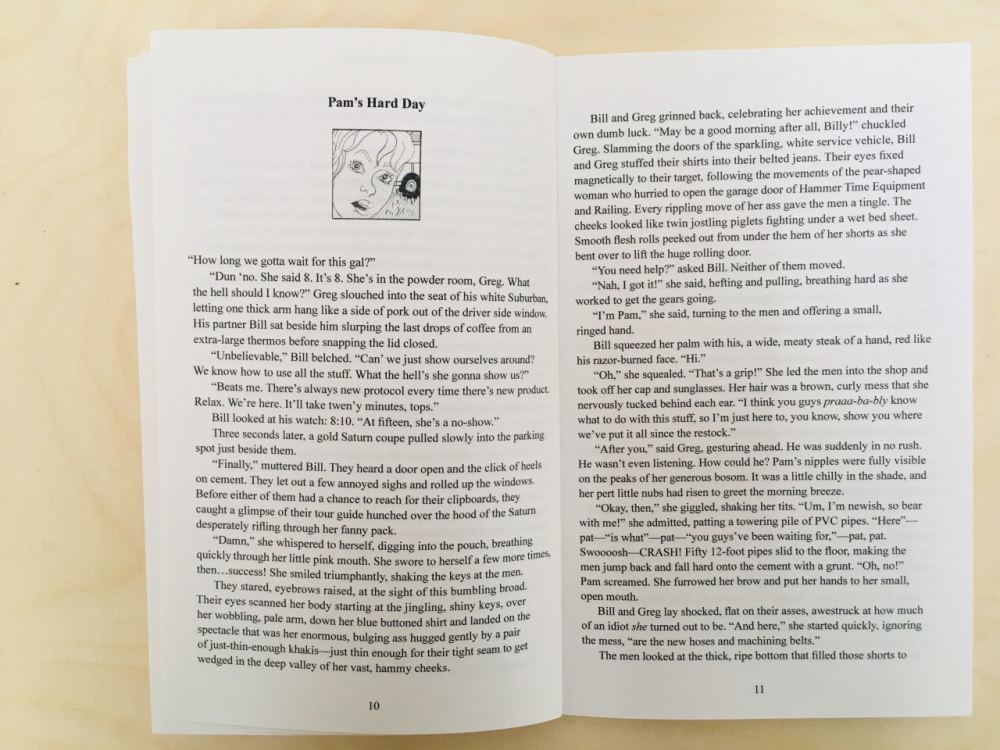 Pam's Hard Day
“How long we gotta wait for this gal?”
“Dun ‘no. She said 8. It’s 8. She’s in the powder room, Greg. What
the hell should I know?” Greg slouched into the seat of his white Suburban,
letting one thick arm hang like a side of pork out of the driver side window.
His partner Bill sat beside him slurping the last drops of coffee from an
extra-large thermos before snapping the lid closed.
“Unbelievable,” Bill belched. “Can’ we just show ourselves around?
We know how to use all the stuff. What the hell’s she gonna show us?”
“Beats me. There’s always new protocol every time there’s new product.
Relax. We’re here. It’ll take twen’y minutes, tops.”
Bill looked at his watch: 8:10. “At fifteen, she’s a no-show.”
Three seconds later, a gold Saturn coupe pulled slowly into the parking
spot just beside them.
“Finally,” muttered Bill. They heard a door open and the click of heels
on cement. They let out a few annoyed sighs and rolled up the windows.
Before either of them had a chance to reach for their clipboards, they
caught a glimpse of their tour guide hunched over the hood of the Saturn
desperately rifling through her fanny pack.
“Damn,” she whispered to herself, digging into the pouch, breathing
quickly through her little pink mouth. She swore to herself a few more times,
then…success! She smiled triumphantly, shaking the keys at the men.
They stared, eyebrows raised, at the sight of this bumbling broad.
Their eyes scanned her body starting at the jingling, shiny keys, over
her wobbling, pale arm, down her blue buttoned shirt and landed on the
spectacle that was her enormous, bulging ass hugged gently by a pair
of just-thin-enough khakis—just thin enough for their tight seam to get
wedged in the deep valley of her vast, hammy cheeks.
10
Bill and Greg grinned back, celebrating her achievement and their
own dumb luck. “May be a good morning after all, Billy!” chuckled
Greg. Slamming the doors of the sparkling, white service vehicle, Bill
and Greg stuffed their shirts into their belted jeans. Their eyes fixed
magnetically to their target, following the movements of the pear-shaped
woman who hurried to open the garage door of Hammer Time Equipment
and Railing. Every rippling move of her ass gave the men a tingle. The
cheeks looked like twin jostling piglets fighting under a wet bed sheet.
Smooth flesh rolls peeked out from under the hem of her shorts as she
bent over to lift the huge rolling door.
“You need help?” asked Bill. Neither of them moved.
“Nah, I got it!” she said, hefting and pulling, breathing hard as she
worked to get the gears going.
“I’m Pam,” she said, turning to the men and offering a small,
ringed hand.
Bill squeezed her palm with his, a wide, meaty steak of a hand, red like
his razor-burned face. “Hi.”
“Oh,” she squealed. “That’s a grip!” She led the men into the shop and
took off her cap and sunglasses. Her hair was a brown, curly mess that she
nervously tucked behind each ear. “I think you guys praaa-ba-bly know
what to do with this stuff, so I’m just here to, you know, show you where
we’ve put it all since the restock.”
“After you,” said Greg, gesturing ahead. He was suddenly in no rush.
He wasn’t even listening. How could he? Pam’s nipples were fully visible
on the peaks of her generous bosom. It was a little chilly in the shade, and
her pert little nubs had risen to greet the morning breeze.
“Okay, then,” she giggled, shaking her tits. “Um, I’m newish, so bear
with me!” she admitted, patting a towering pile of PVC pipes. “Here”—
pat—“is what”—pat—“you guys’ve been waiting for,”—pat, pat.
Swoooosh—CRASH! Fifty 12-foot pipes slid to the floor, making the
men jump back and fall hard onto the cement with a grunt. “Oh, no!”
Pam screamed. She furrowed her brow and put her hands to her small,
open mouth.
Bill and Greg lay shocked, flat on their asses, awestruck at how much
of an idiot she turned out to be. “And here,” she started quickly, ignoring
the mess, “are the new hoses and machining belts.”
The men looked at the thick, ripe bottom that filled those shorts to
11